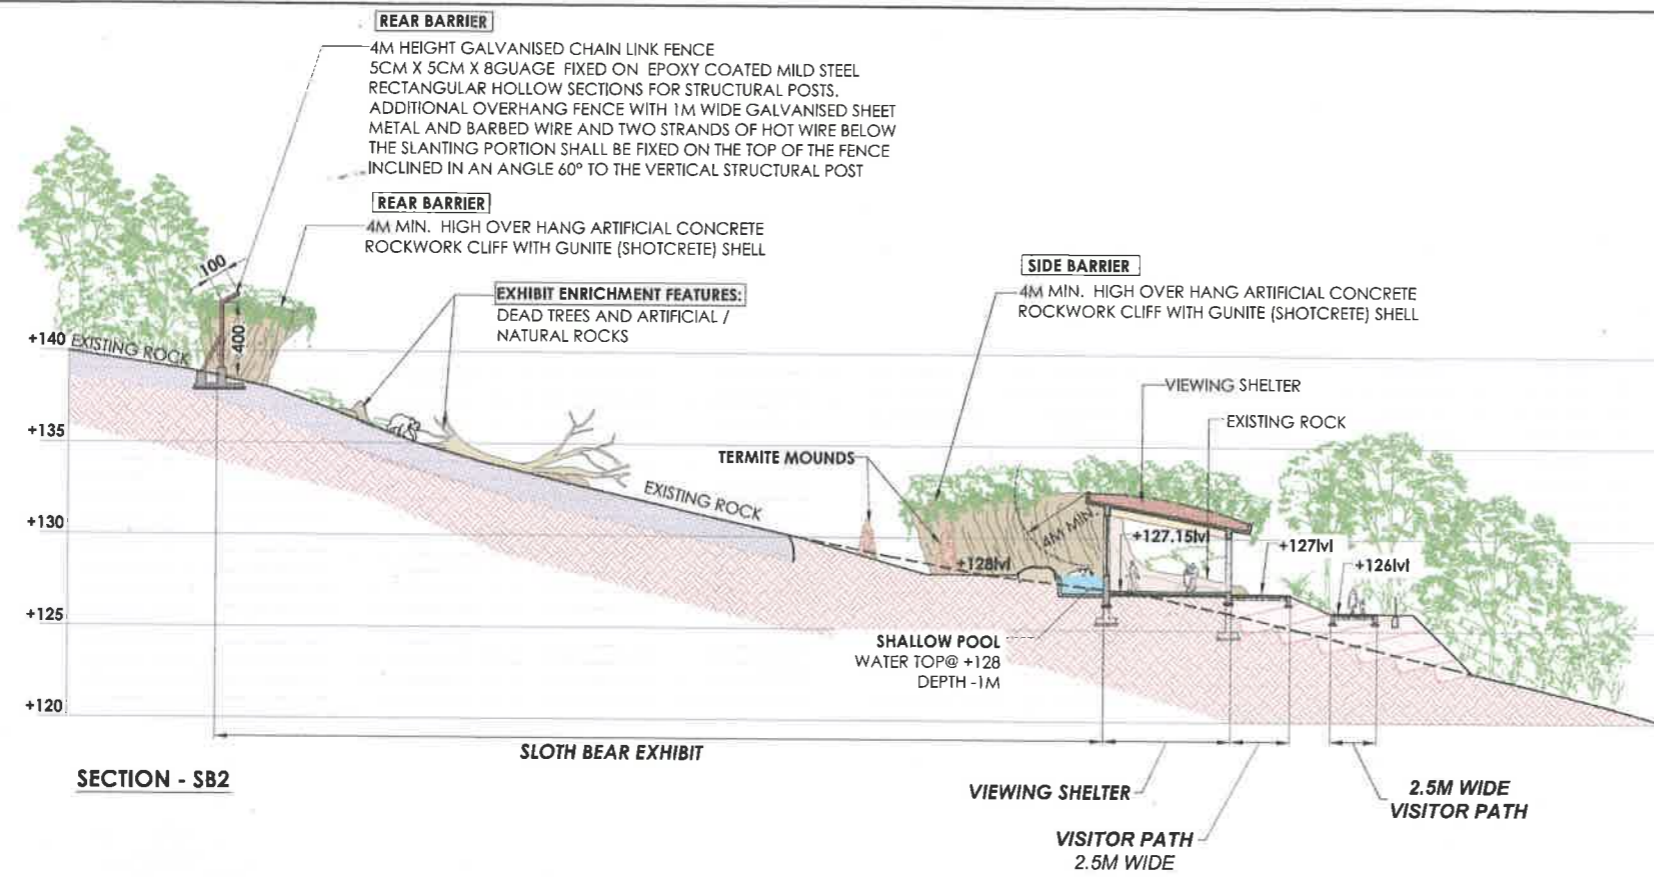 REAR BARRIER
4M HEIGHT GALVANISED CHAIN LINK FENCE
5CM X 5CM X 8GUAGE FIXED ON EPOXY COATED MILD STEEL
RECTANGULAR HOLLOW SECTIONS FOR STRUCTURAL POSTS.
ADDITIONAL OVERHANG FENCE WITH 1M WIDE GALVANISED SHEET
METAL AND BARBED WIRE AND TWO STRANDS OF HOT WIRE BELOW
THE SLANTING PORTION SHALL BE FIXED ON THE TOP OF THE FENCE
INCLINED IN AN ANGLE 60° TO THE VERTICAL STRUCTURAL POST
REAR BARRIER
4M MIN. HIGH OVER HANG ARTIFICIAL CONCRETE
ROCKWORK CLIFF WITH GUNITE (SHOTCRETE) SHELL
100
400
EXHIBIT ENRICHMENT FEATURES:
DEAD TREES AND ARTIFICIAL /
NATURAL ROCKS
SIDE BARRIER
4M MIN. HIGH OVER HANG ARTIFICIAL CONCRETE
ROCKWORK CLIFF WITH GUNITE (SHOTCRETE) SHELL
VIEWING SHELTER
EXISTING ROCK
+140
EXISTING ROCK
+135
TERMITE MOUNDS
EXISTING ROCK
+130
4M MIN
+127.15lvl
+127lvl
+128lvl
+126lvl
+125
SHALLOW POOL
WATER TOP@ +128
DEPTH -1M
+120
SLOTH BEAR EXHIBIT
SECTION - SB2
VIEWING SHELTER
VISITOR PATH
2.5M WIDE
2.5M WIDE
VISITOR PATH